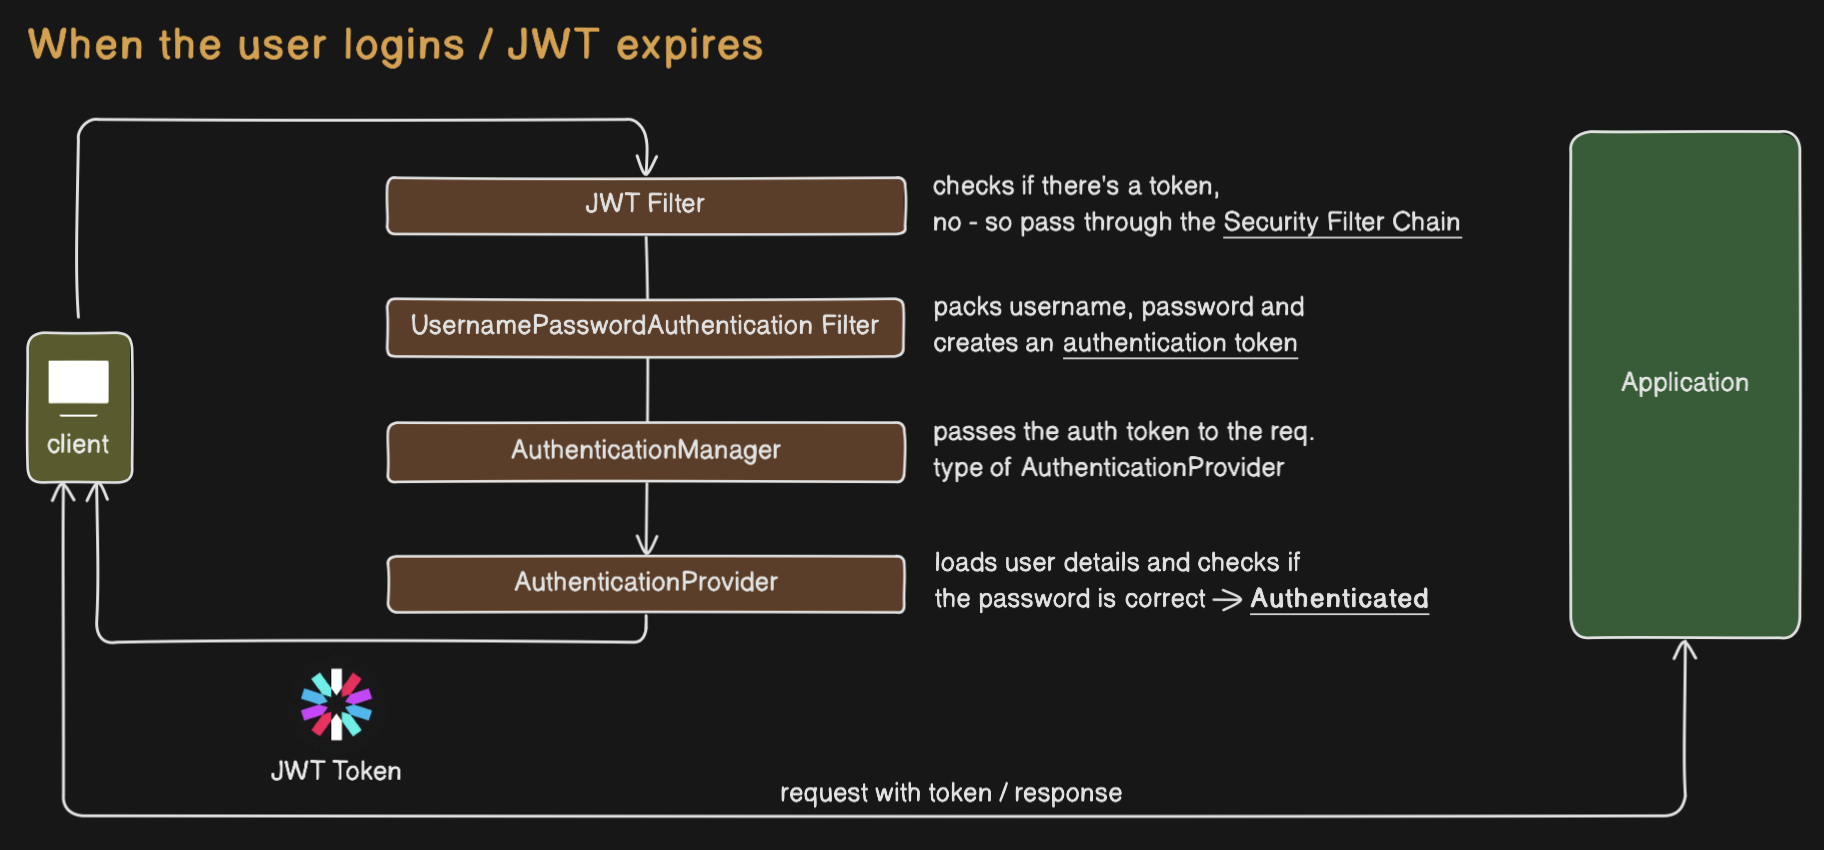 When the user logins / JWT expires
JWT Filter
checks if there's a token,
no - so pass through the Security Filter Chain
UsernamePasswordAuthentication Filter
packs username, password and
creates an authentication token
client
AuthenticationManager
passes the auth token to the req.
type of AuthenticationProvider
AuthenticationProvider
loads user details and checks if
the password is correct → Authenticated
Application
JWT Token
request with token / response